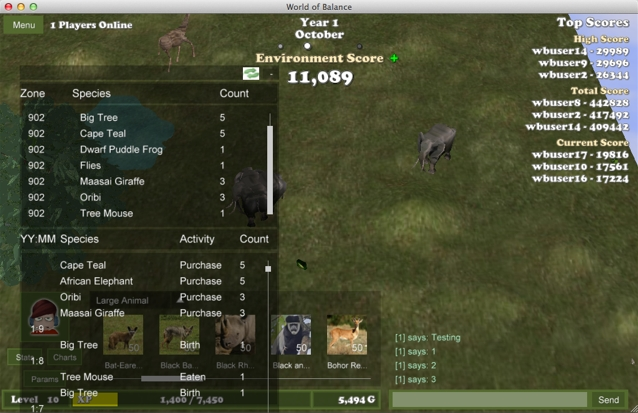 World of Balance
Menu
1 Players Online
Year 1
October
Environment Score
11,089
Top Scores
High Score
wbuser14 - 29989
wbuser9 - 29696
wbuser2 - 26344
Total Score
wbuser8 - 442828
wbuser2 - 417492
wbuser14 - 409442
Current Score
wbuser17 - 19816
wbuser10 - 17561
wbuser16 - 17224
Zone Species Count
902 Big Tree 5
902 Cape Teal 5
902 Dwarf Puddle Frog 1
902 Flies 1
902 Maasai Giraffe 3
902 Oribi 3
902 Tree Mouse 1
YY:MM Species Activity Count
Cape Teal Purchase 5
African Elephant Purchase 5
Oribi Purchase 3
Maasai Giraffe Purchase 3
1:9
Big Tree Birth 1
1:8
Tree Mouse Eaten 1
Big Tree Birth 1
1:7
Large Animal
50 50 50 50 50
Bat-Eare... Black Ba... Black Rh... Black an... Bohor Re...
Charts
Params
Level 10 XP 1,400 / 7,450 5,494 G
[1] says: Testing
[1] says: 1
[1] says: 2
[1] says: 3
Send